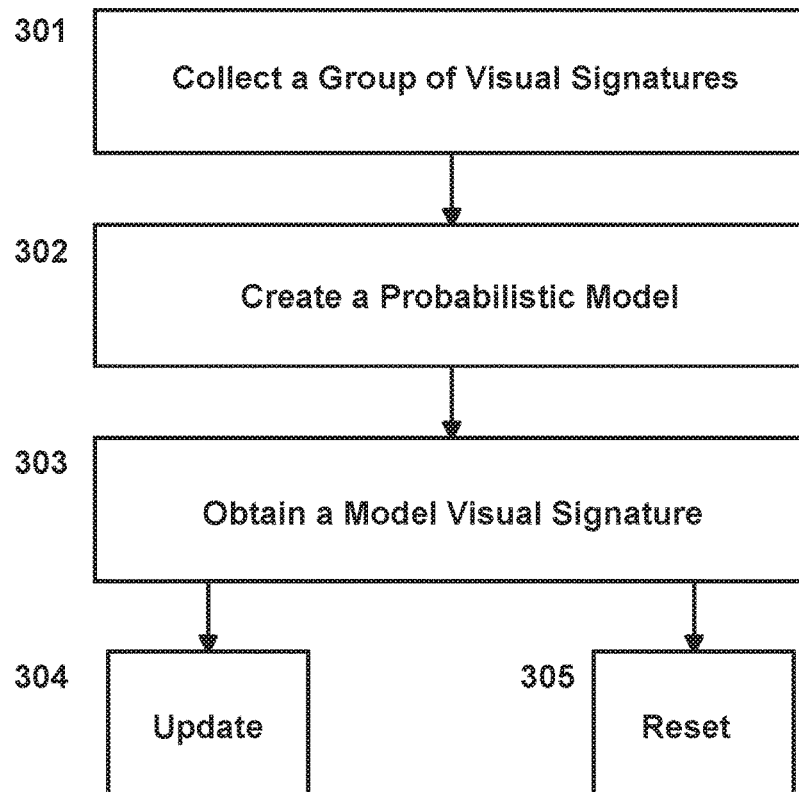 301
Collect a Group of Visual Signatures
302
Create a Probabilistic Model
303
Obtain a Model Visual Signature
304
Update
305
Reset